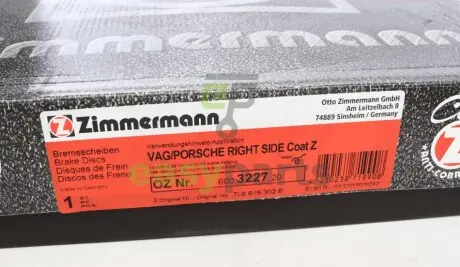 Zimmermann
Otto Zimmermann GmbH
Am Leitzelbach 8
74889 Sinsheim / Germany
Z Zimmermann
Verwendungshinweis/Application
VAG/PORSCHE RIGHT SIDE Coat Z
Bremsscheiben
Brake Discs
Disques de Frein
Discos des Freno
Made in Germany
OZ Nr. 600.3227.20
1
7L8 615 302 B
easyparts